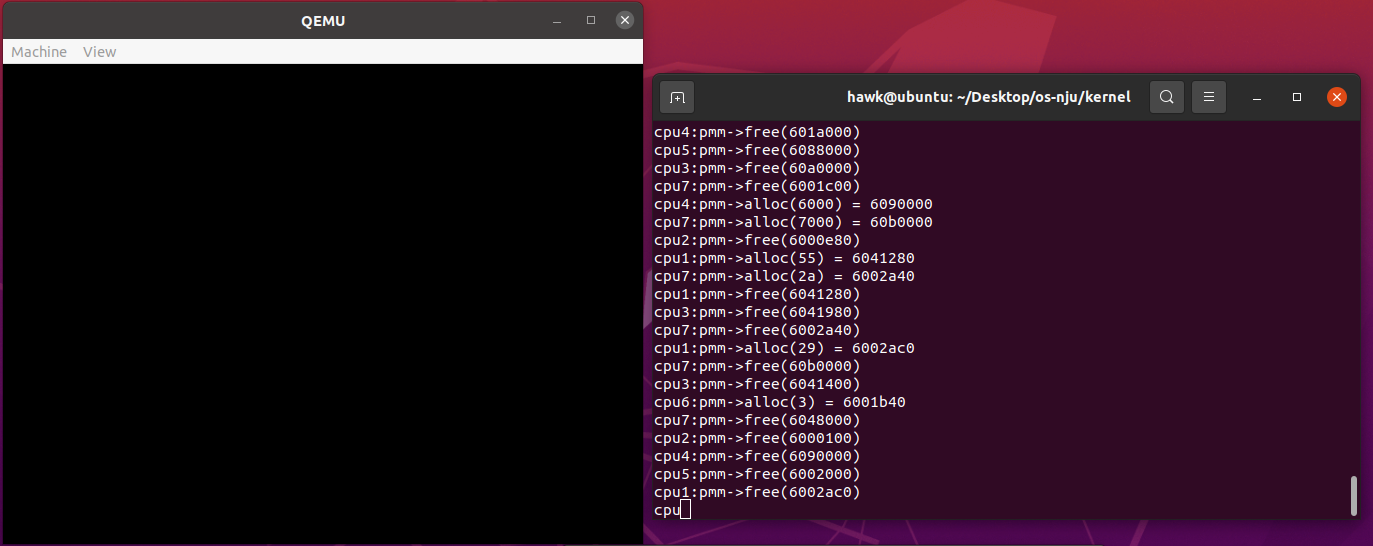 QEMU
Machine View
hawk@ubuntu: ~/Desktop/os-nju/kernel
cpu4:pmm->free(601a000)
cpu5:pmm->free(6088000)
cpu3:pmm->free(60a0000)
cpu7:pmm->free(6001c00)
cpu4:pmm->alloc(6000) = 6090000
cpu7:pmm->alloc(7000) = 60b0000
cpu2:pmm->free(6000e80)
cpu1:pmm->alloc(55) = 6041280
cpu7:pmm->alloc(2a) = 6002a40
cpu1:pmm->free(6041280)
cpu3:pmm->free(6041980)
cpu7:pmm->free(6002a40)
cpu1:pmm->alloc(29) = 6002ac0
cpu7:pmm->free(60b0000)
cpu3:pmm->free(6041400)
cpu6:pmm->alloc(3) = 6001b40
cpu7:pmm->free(6048000)
cpu2:pmm->free(6000100)
cpu4:pmm->free(6090000)
cpu5:pmm->free(6002000)
cpu1:pmm->free(6002ac0)
cpu